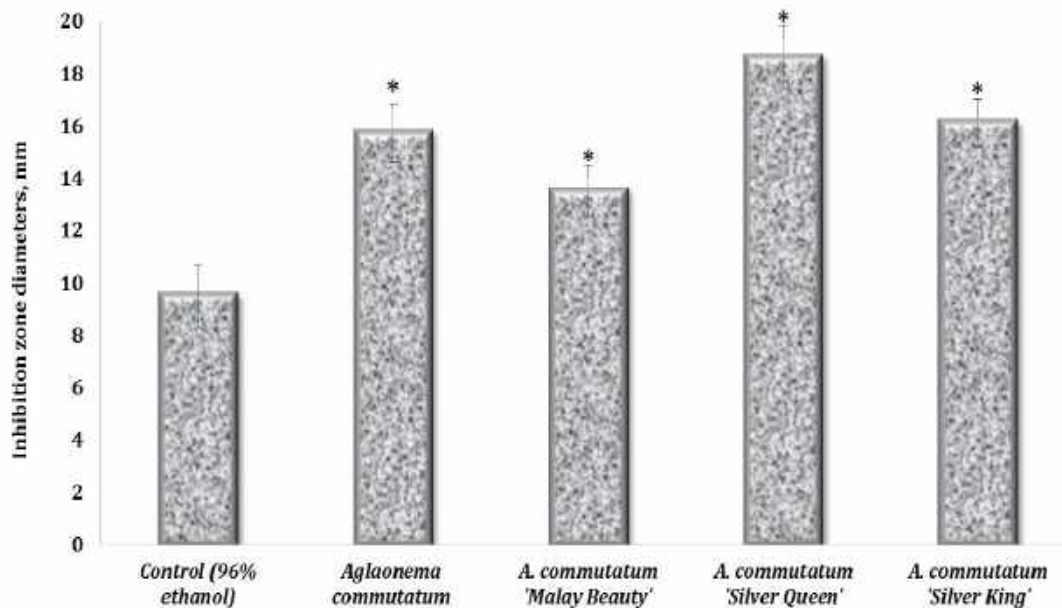 20
18
16
14
12
10
8
6
4
2
0
Inhibition zone diameters, mm
*
*
*
*
Control (96%
ethanol)
Aglaonema
commutatum
A. commutatum
'Malay Beauty'
A. commutatum
'Silver Queen'
A. commutatum
'Silver King'